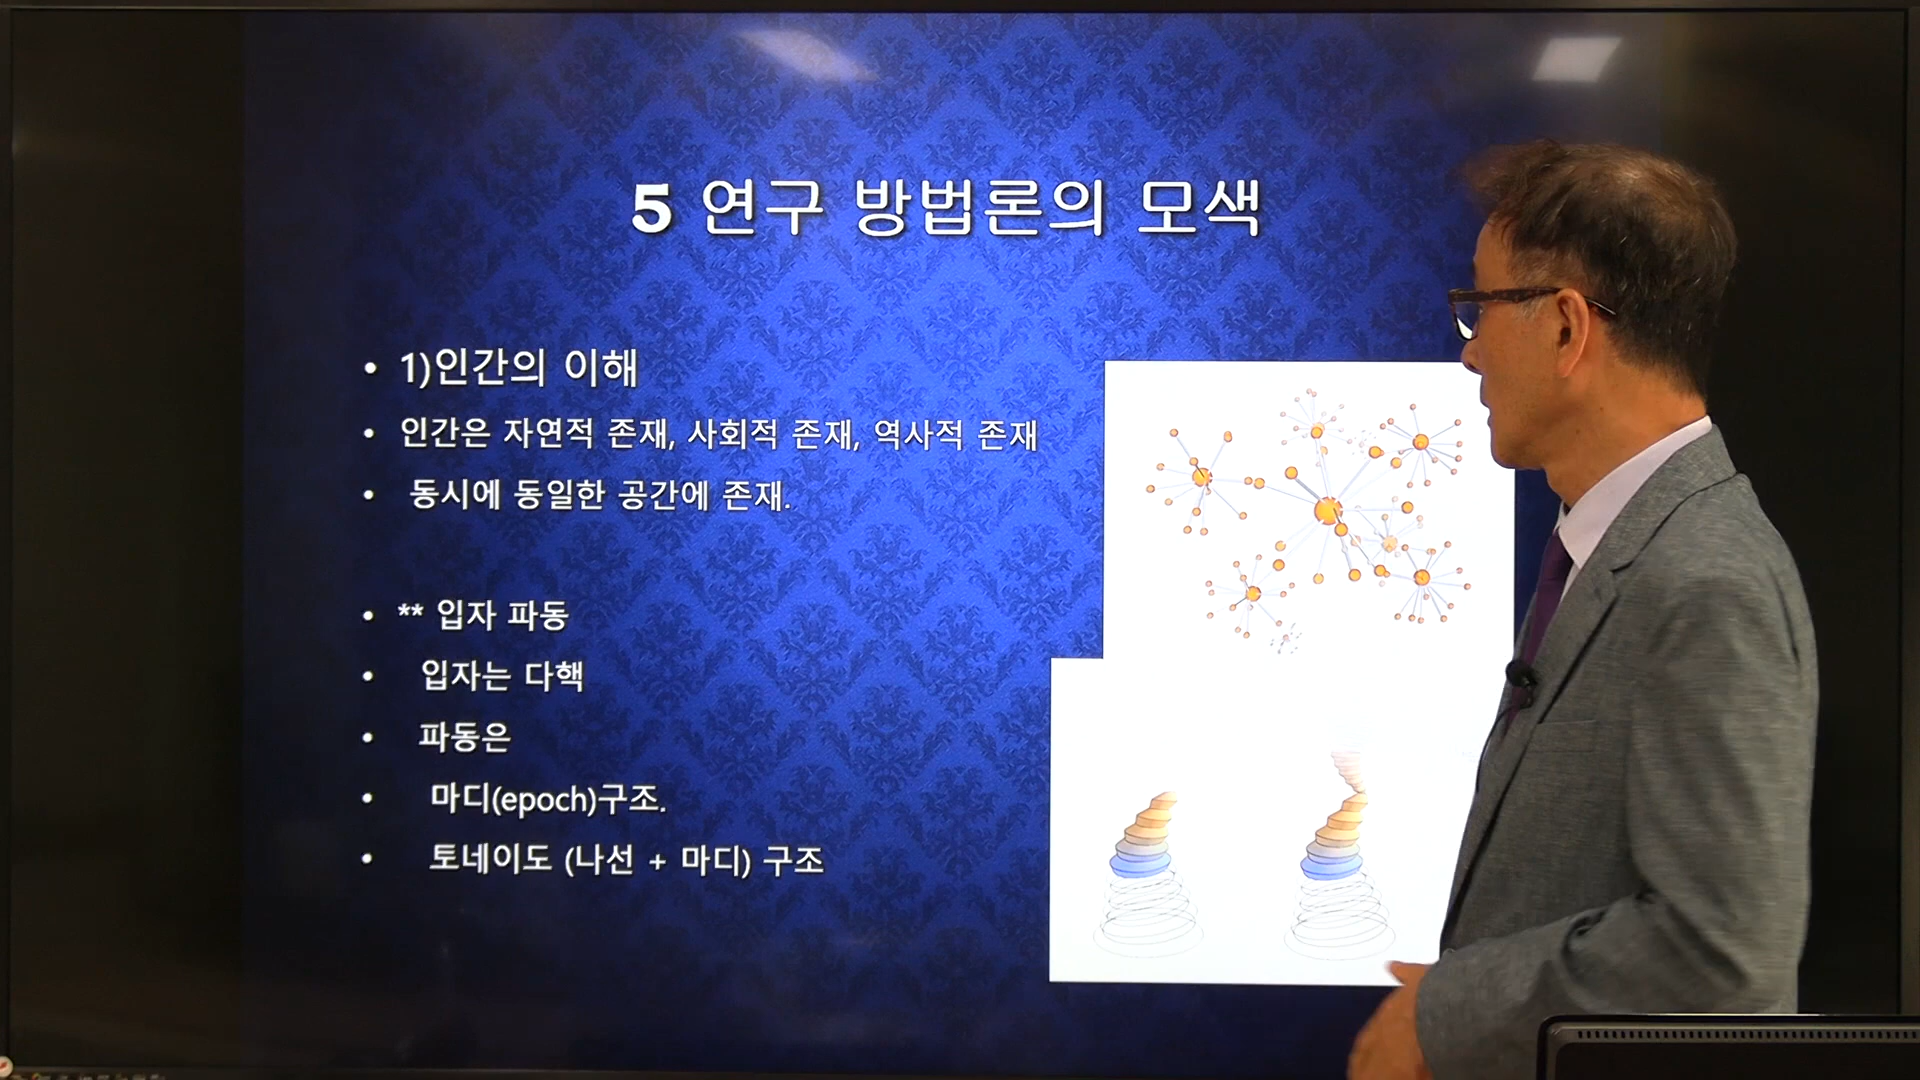 5 연구 방법론의 모색
• 1)인간의 이해
• 인간은 자연적 존재, 사회적 존재, 역사적 존재
• 동시에 동일한 공간에 존재.
• ** 입자 파동
• 입자는 다핵
• 파동은
• 마디(epoch)구조.
• 토네이도 (나선 + 마디) 구조